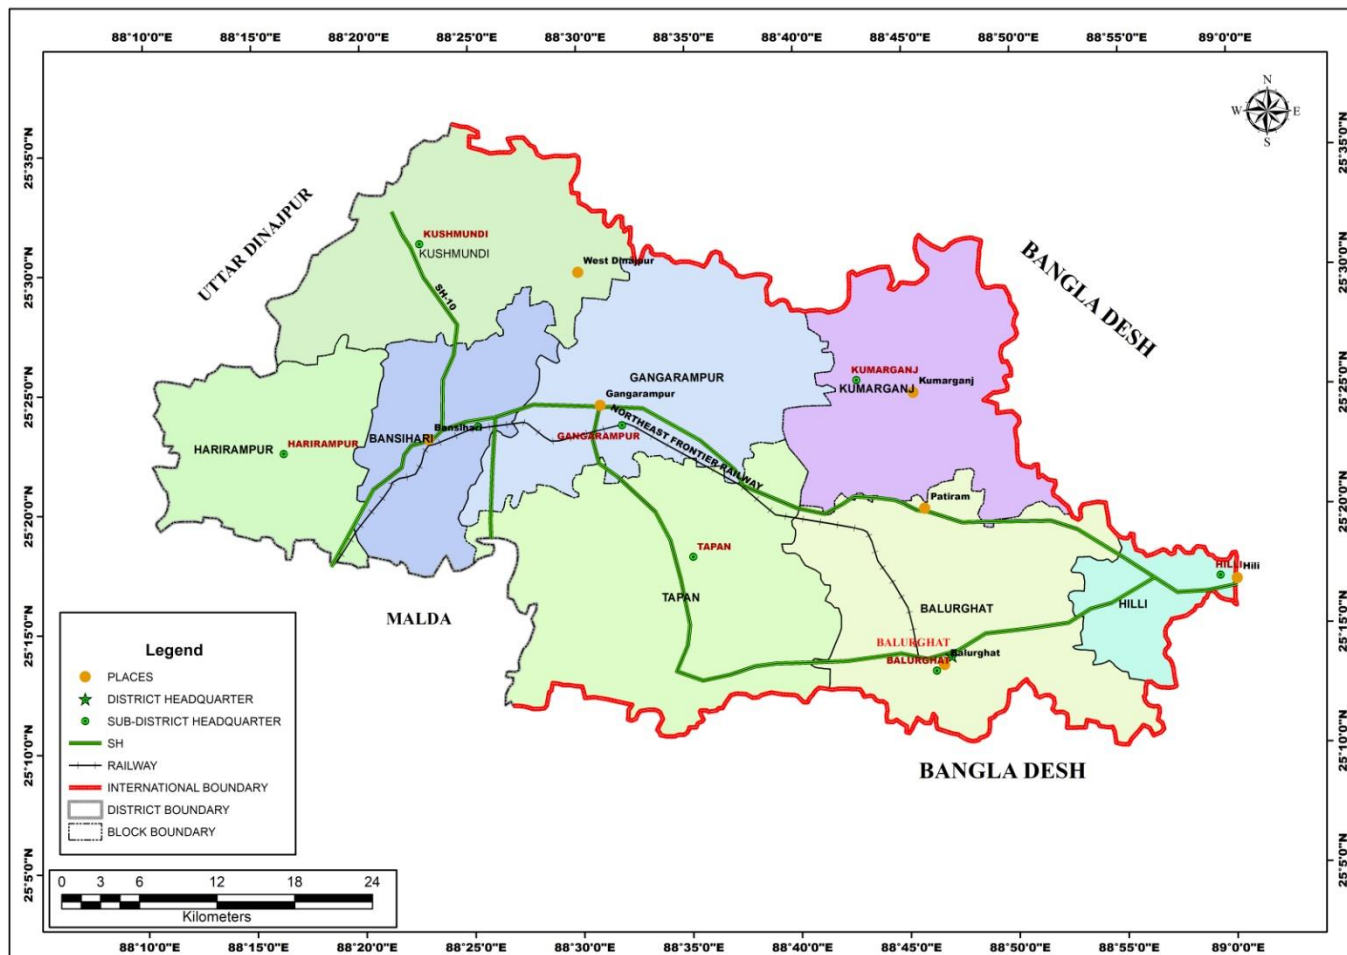 88°10'0"E 88°15'0"E 88°20'0"E 88°25'0"E 88°30'0"E 88°35'0"E 88°40'0"E 88°45'0"E 88°50'0"E 88°55'0"E 89°0'0"E
25°35'0"N
25°30'0"N
25°25'0"N
25°20'0"N
25°15'0"N
25°10'0"N
25°5'0"N
N
W E
S
UTTAR DINAJPUR
BANGLA DESH
KUSHMUNDI
KUSHMUNDI
West Dinajpur
SH-10
GANGARAMPUR
KUMARGANJ
Kumarganj
KUMARGANJ
Gangarampur
NORTHEAST FRONTIER RAILWAY
Bansihari
BANSIHARI
GANGARAMPUR
HARIRAMPUR
HARIRAMPUR
Patiram
TAPAN
HILLI
Hili
TAPAN
BALURGHAT
HILLI
MALDA
BALURGHAT
Balurghat
BALURGHAT
BANGLA DESH
Legend
PLACES
DISTRICT HEADQUARTER
SUB-DISTRICT HEADQUARTER
SH
RAILWAY
INTERNATIONAL BOUNDARY
DISTRICT BOUNDARY
BLOCK BOUNDARY
0 3 6 12 18 24
Kilometers
25°35'0"N
25°30'0"N
25°25'0"N
25°20'0"N
25°15'0"N
25°10'0"N
25°5'0"N
88°10'0"E 88°15'0"E 88°20'0"E 88°25'0"E 88°30'0"E 88°35'0"E 88°40'0"E 88°45'0"E 88°50'0"E 88°55'0"E 89°0'0"E